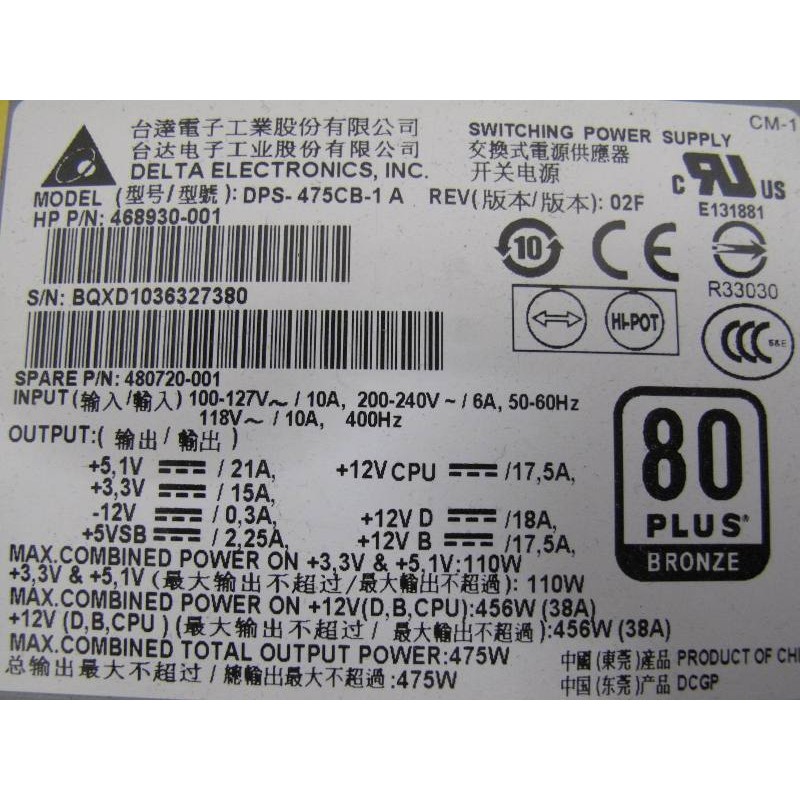 台達電子工業股份有限公司
台达电子工业股份有限公司
DELTA ELECTRONICS, INC.
SWITCHING POWER SUPPLY
交換式電源供應器
开关电源
CM-1
C UR US
E131881
MODEL (型号/型號): DPS-475CB-1 A REV(版本/版本): 02F
HP P/N: 468930-001
10
CE
R33030
S/N: BQXD1036327380
HI-POT
CCC
S&E
SPARE P/N: 480720-001
INPUT (输入/輸入) 100-127V~ / 10A, 200-240V~ / 6A, 50-60Hz
118V~ / 10A, 400Hz
OUTPUT:( 输出 / 輸出 )
+5,1V ⎓ / 21A,
+3,3V ⎓ / 15A,
-12V ⎓ / 0,3A,
+5VSB ⎓ / 2,25A,
+12V CPU ⎓ /17,5A,
+12V D ⎓ /18A,
+12V B ⎓ /17,5A,
80
PLUS®
BRONZE
MAX.COMBINED POWER ON +3,3V & +5,1V:110W
+3,3V & +5,1V (最大输出不超过/最大輸出不超過): 110W
MAX.COMBINED POWER ON +12V(D,B,CPU):456W (38A)
+12V (D,B,CPU) (最大输出不超过 / 最大輸出不超過):456W (38A)
MAX.COMBINED TOTAL OUTPUT POWER:475W
总输出最大不超过 / 總輸出最大不超過:475W
中國 (東莞)產品 PRODUCT OF CHI
中国 (东莞)产品 DCGP